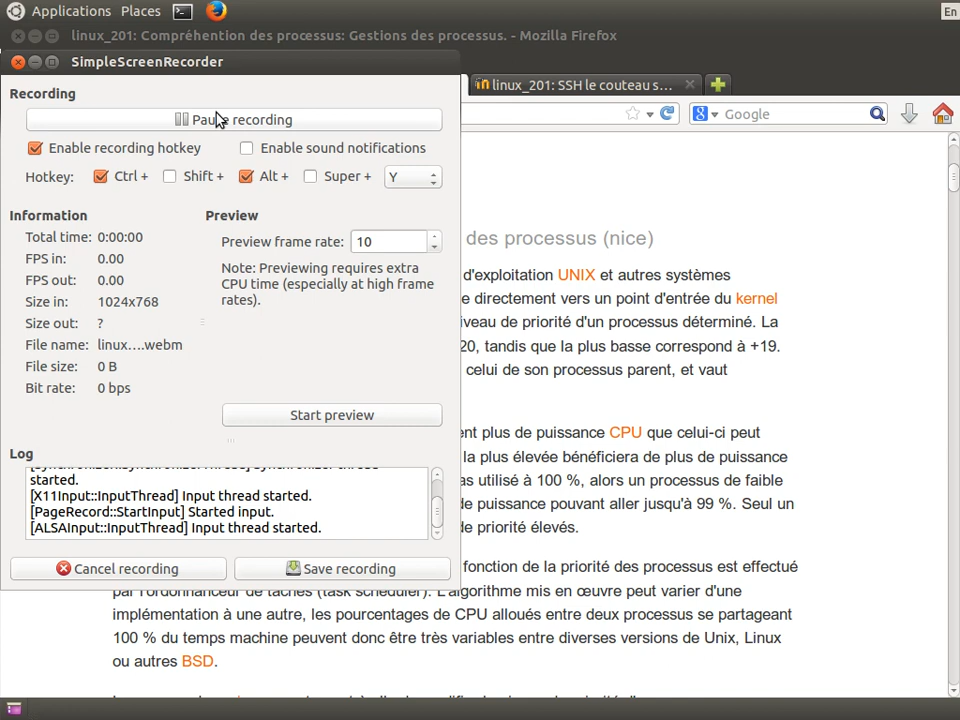 Applications Places
En
linux_201: Compréhention des processus: Gestions des processus. - Mozilla Firefox
SimpleScreenRecorder
linux_201: SSH le couteau s...
Recording
Pause recording
Google
Enable recording hotkey Enable sound notifications
Hotkey: Ctrl + Shift + Alt + Super + Y
Information
Total time: 0:00:00
FPS in: 0.00
FPS out: 0.00
Size in: 1024x768
Size out: ?
File name: linux....webm
File size: 0 B
Bit rate: 0 bps
Preview
Preview frame rate: 10
Note: Previewing requires extra
CPU time (especially at high frame
rates).
Start preview
Log
started.
[X11Input::InputThread] Input thread started.
[PageRecord::StartInput] Started input.
[ALSAInput::InputThread] Input thread started.
Cancel recording Save recording
des processus (nice)
d'exploitation UNIX et autres systèmes
e directement vers un point d'entrée du kernel
iveau de priorité d'un processus déterminé. La
20, tandis que la plus basse correspond à +19.
celui de son processus parent, et vaut
ent plus de puissance CPU que celui-ci peut
la plus élevée bénéficiera de plus de puissance
as utilisé à 100 %, alors un processus de faible
de puissance pouvant aller jusqu'à 99 %. Seul un
de priorité élevés.
fonction de la priorité des processus est effectué
par l'ordonnanceur de tâches (task scheduler). L'algorithme mis en œuvre peut varier d'une
implémentation à une autre, les pourcentages de CPU alloués entre deux processus se partageant
100 % du temps machine peuvent donc être très variables entre diverses versions de Unix, Linux
ou autres BSD.